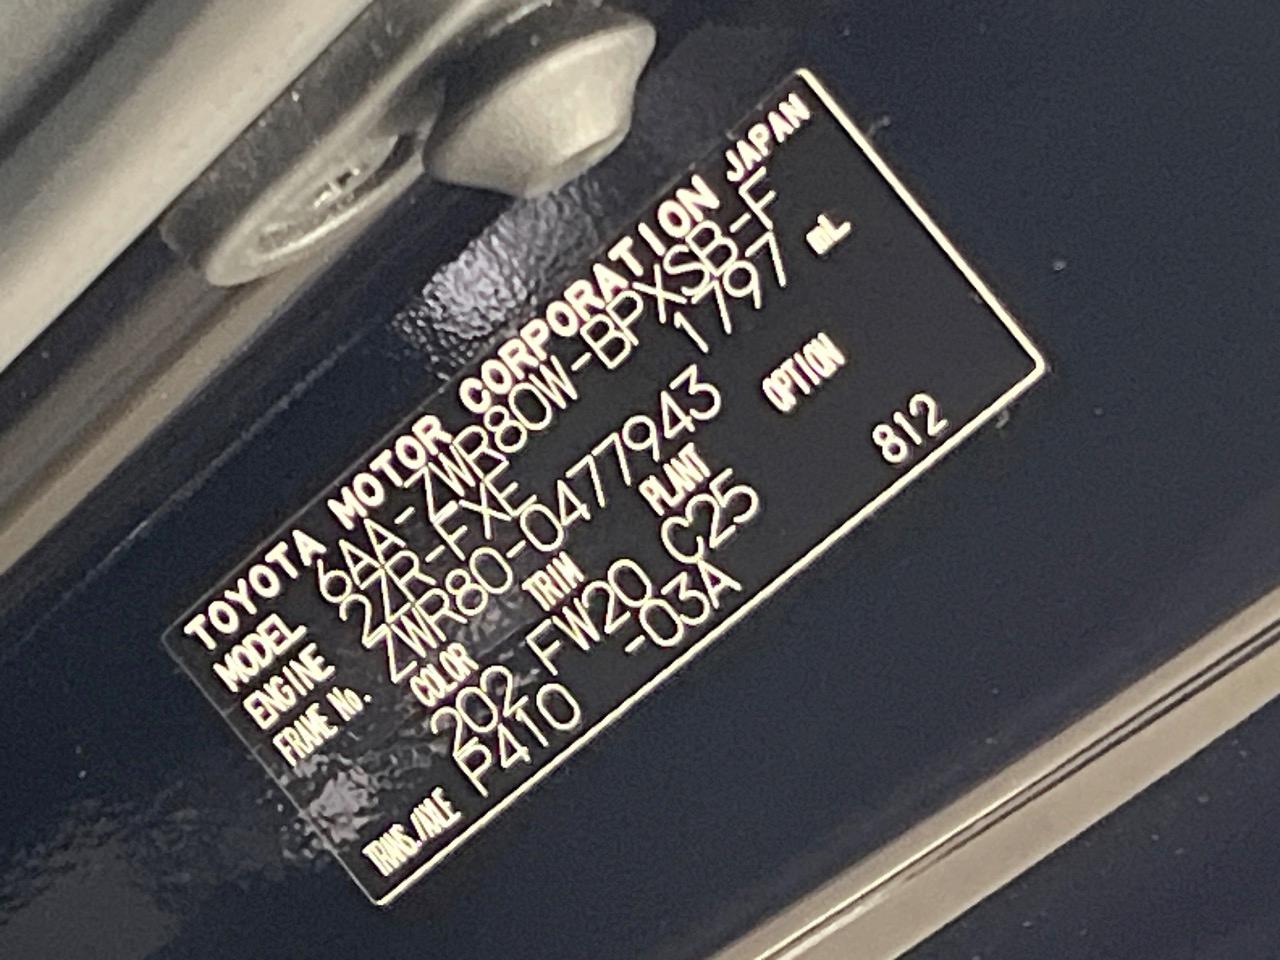 TOYOTA MOTOR CORPORATION JAPAN
MODEL 6AA-ZWR80W-BPXSB-F
ENGINE 2ZR-FXE 1797 mL
FRAME No. ZWR80-0477943
COLOR TRIM PLANT OPTION
202 FW20 C25 812
TRANS./AXLE P410 -03A